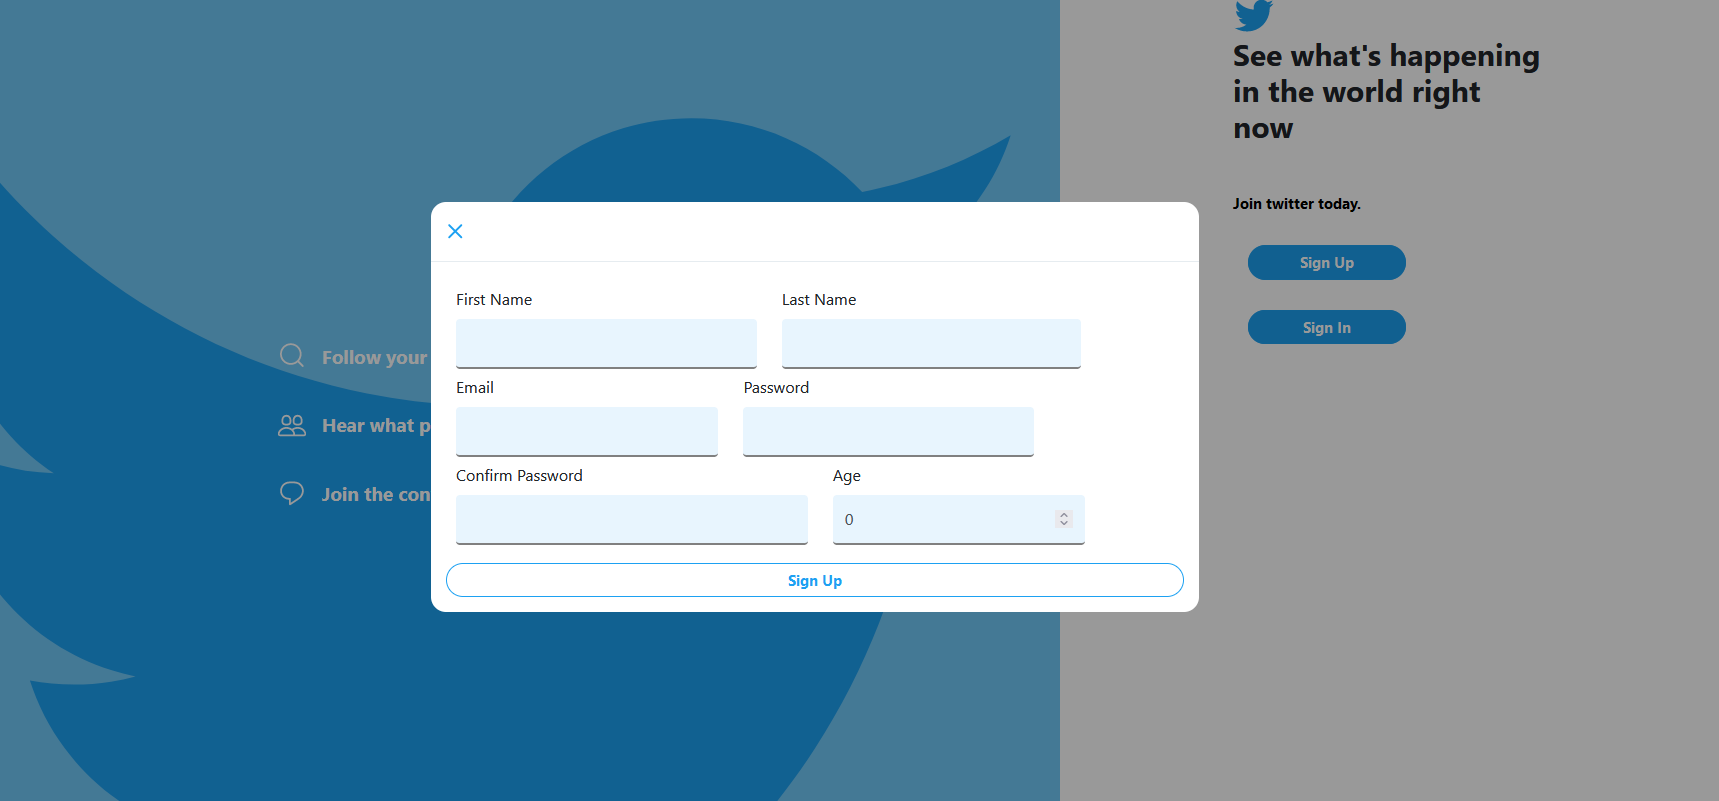 See what's happening
in the world right
now
Join twitter today.
Sign Up
Sign In
Follow your
Hear what p
Join the con
First Name
Last Name
Email
Password
Confirm Password
Age
0
Sign Up